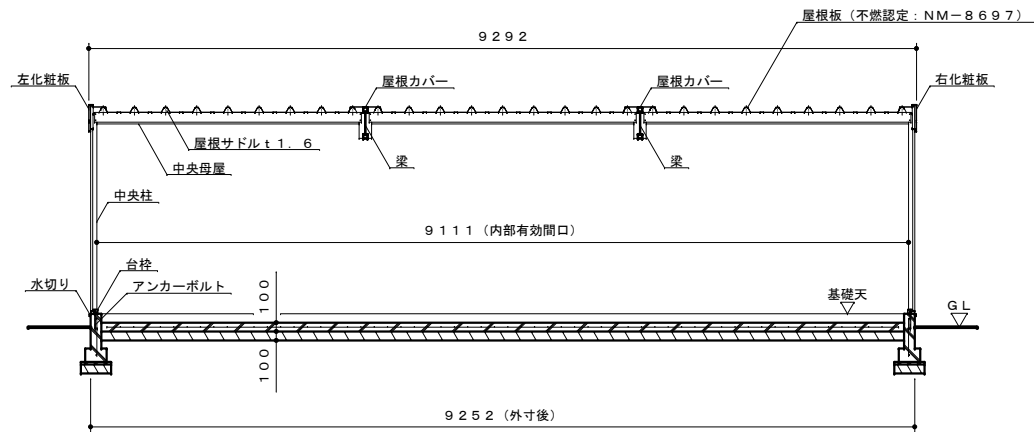 屋根板（不燃認定：ＮＭ－８６９７）
９２９２
左化粧板
屋根カバー
屋根カバー
右化粧板
屋根サドルｔ１．６
梁
梁
中央母屋
中央柱
９１１１（内部有効間口）
台枠
水切り
アンカーボルト
１００
基礎天
ＧＬ
１００
９２５２（外寸後）